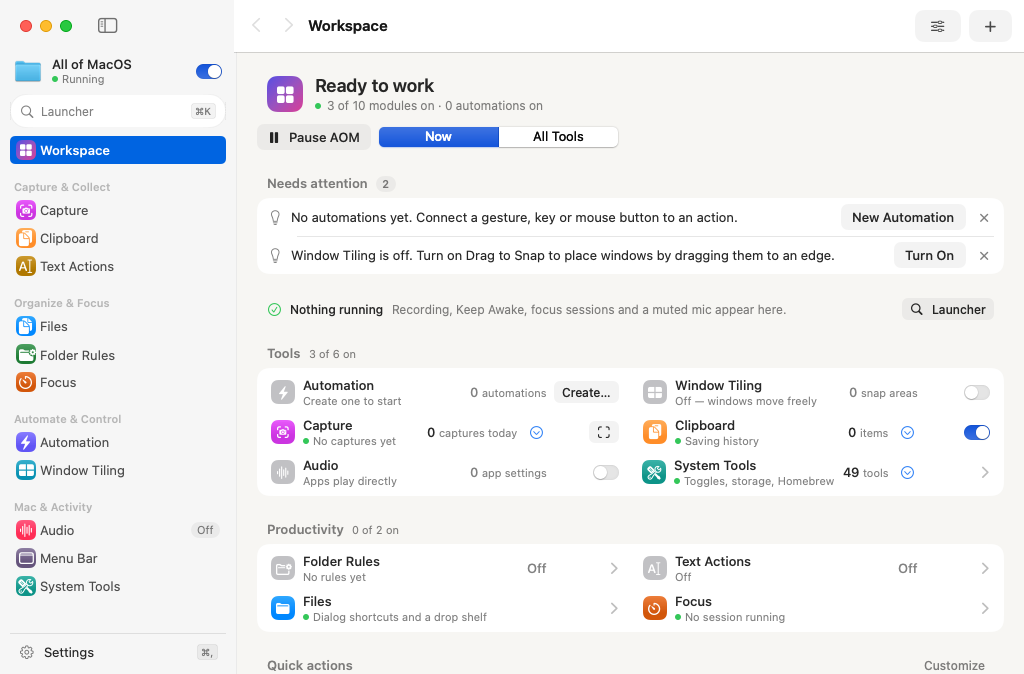 Workspace
All of MacOS
Running
Launcher ⌘K
Workspace
Capture & Collect
Capture
Clipboard
Text Actions
Organize & Focus
Files
Folder Rules
Focus
Automate & Control
Automation
Window Tiling
Mac & Activity
Audio Off
Menu Bar
System Tools
Settings ⌘,
Ready to work
3 of 10 modules on · 0 automations on
Pause AOM Now All Tools
Needs attention 2
No automations yet. Connect a gesture, key or mouse button to an action. New Automation
Window Tiling is off. Turn on Drag to Snap to place windows by dragging them to an edge. Turn On
Nothing running Recording, Keep Awake, focus sessions and a muted mic appear here. Launcher
Tools 3 of 6 on
Automation 0 automations Create...
Create one to start
Window Tiling 0 snap areas
Off — windows move freely
Capture 0 captures today
No captures yet
Clipboard 0 items
Saving history
Audio 0 app settings
Apps play directly
System Tools 49 tools
Toggles, storage, Homebrew
Productivity 0 of 2 on
Folder Rules Off
No rules yet
Text Actions Off
Off
Files
Dialog shortcuts and a drop shelf
Focus
No session running
Quick actions Customize